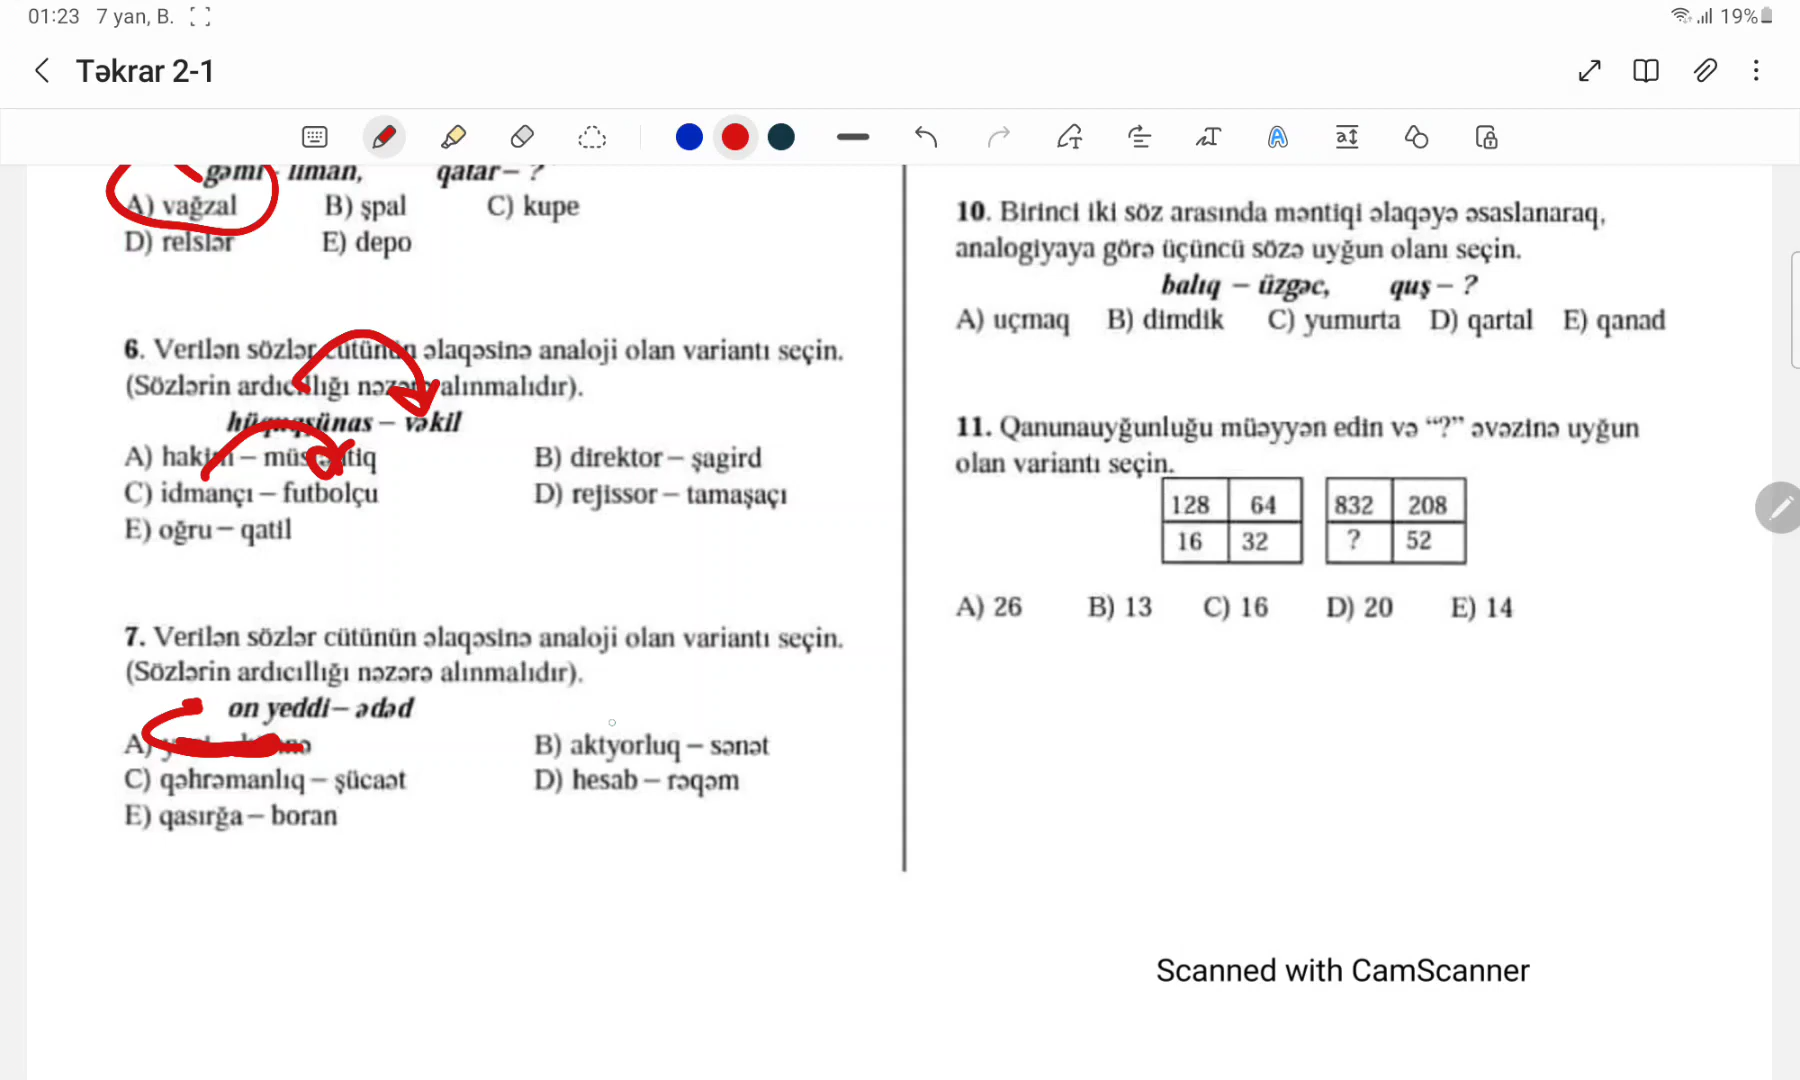 01:23 7 yan, B.
19%
Təkrar 2-1
gəmi - liman, qatar – ?
A) vağzal B) şpal C) kupe
D) relslər E) depo
6. Verilən sözlər cütünün əlaqəsinə analoji olan variantı seçin.
(Sözlərin ardıcıllığı nəzərə alınmalıdır).
hüquqşünas – vəkil
A) hakim – müstəntiq B) direktor – şagird
C) idmançı – futbolçu D) rejissor – tamaşaçı
E) oğru – qatil
7. Verilən sözlər cütünün əlaqəsinə analoji olan variantı seçin.
(Sözlərin ardıcıllığı nəzərə alınmalıdır).
on yeddi – ədəd
A) B) aktyorluq – sənət
C) qəhrəmanlıq – şücaət D) hesab – rəqəm
E) qasırğa – boran
10. Birinci iki söz arasında məntiqi əlaqəyə əsaslanaraq,
analogiyaya görə üçüncü sözə uyğun olanı seçin.
balıq – üzgəc, quş – ?
A) uçmaq B) dimdik C) yumurta D) qartal E) qanad
11. Qanunauyğunluğu müəyyən edin və “?” əvəzinə uyğun
olan variantı seçin.
128 64 832 208
16 32 ? 52
A) 26 B) 13 C) 16 D) 20 E) 14
Scanned with CamScanner